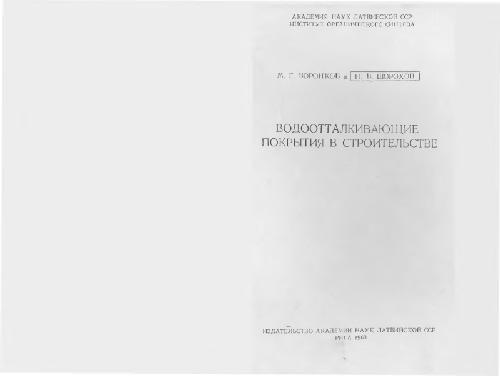 АКАДЕМИЯ НАУК ЛАТВИЙСКОЙ ССР
ИНСТИТУТ ОРГАНИЧЕСКОГО СИНТЕЗА
М. Г. ВОРОНКОВ и Н. В. ШОРОХОВ
ВОДООТТАЛКИВАЮЩИЕ
ПОКРЫТИЯ В СТРОИТЕЛЬСТВЕ
ИЗДАТЕЛЬСТВО АКАДЕМИИ НАУК ЛАТВИЙСКОЙ ССР
РИГА 1963